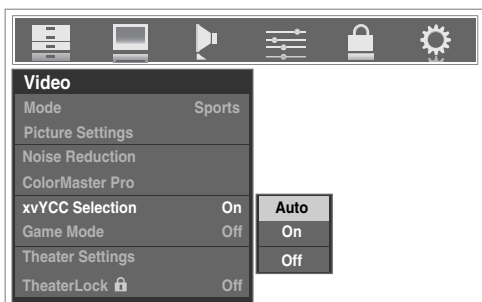 Video
Mode Sports
Picture Settings
Noise Reduction
ColorMaster Pro
xvYCC Selection On Auto
Game Mode Off On
Theater Settings Off
TheaterLock Off